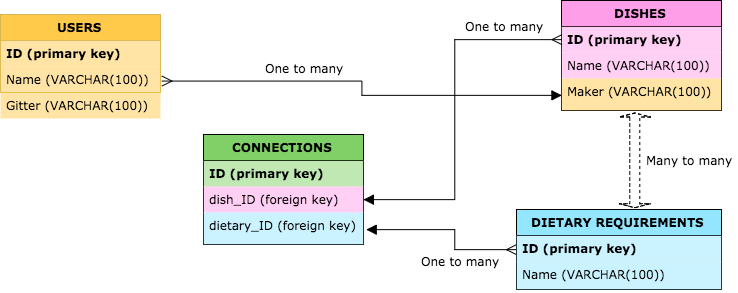 USERS
ID (primary key)
Name (VARCHAR(100))
Gitter (VARCHAR(100))
One to many
One to many
DISHES
ID (primary key)
Name (VARCHAR(100))
Maker (VARCHAR(100))
CONNECTIONS
ID (primary key)
dish_ID (foreign key)
dietary_ID (foreign key)
Many to many
One to many
DIETARY REQUIREMENTS
ID (primary key)
Name (VARCHAR(100))